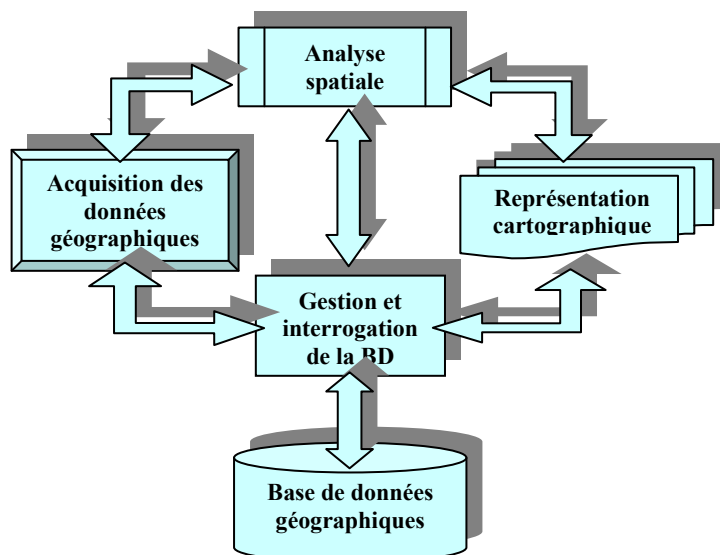 Analyse
spatiale
Acquisition des
données
géographiques
Représentation
cartographique
Gestion et
interrogation
de la BD
Base de données
géographiques